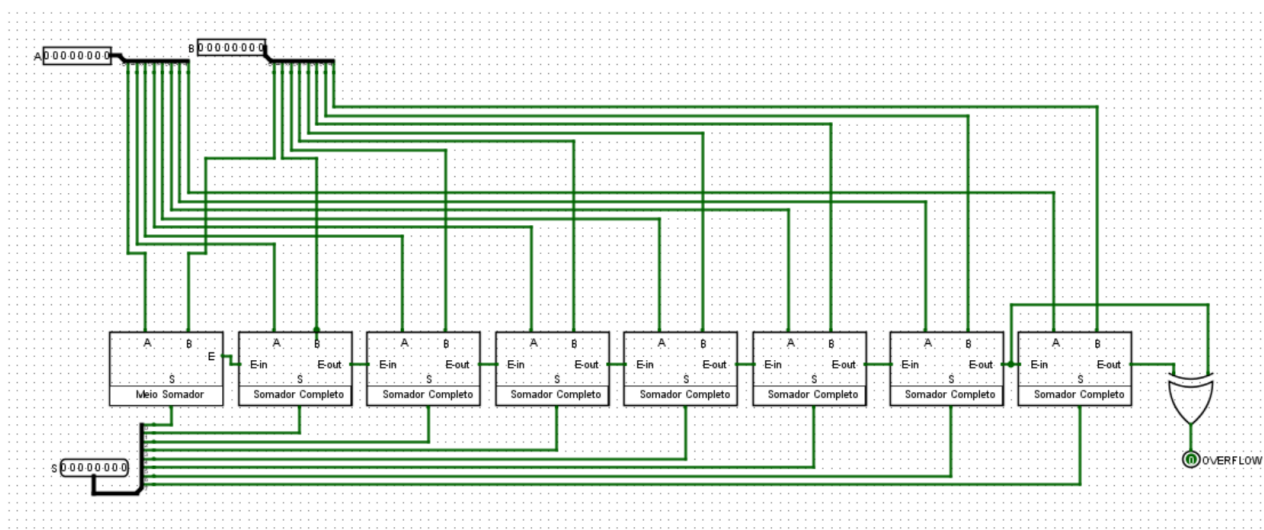 A 00000000
B 00000000
A B E S Meio Somador
A B E-in E-out S Somador Completo
A B E-in E-out S Somador Completo
A B E-in E-out S Somador Completo
A B E-in E-out S Somador Completo
A B E-in E-out S Somador Completo
A B E-in E-out S Somador Completo
A B E-in E-out S Somador Completo
S 00000000
0 OVERFLOW